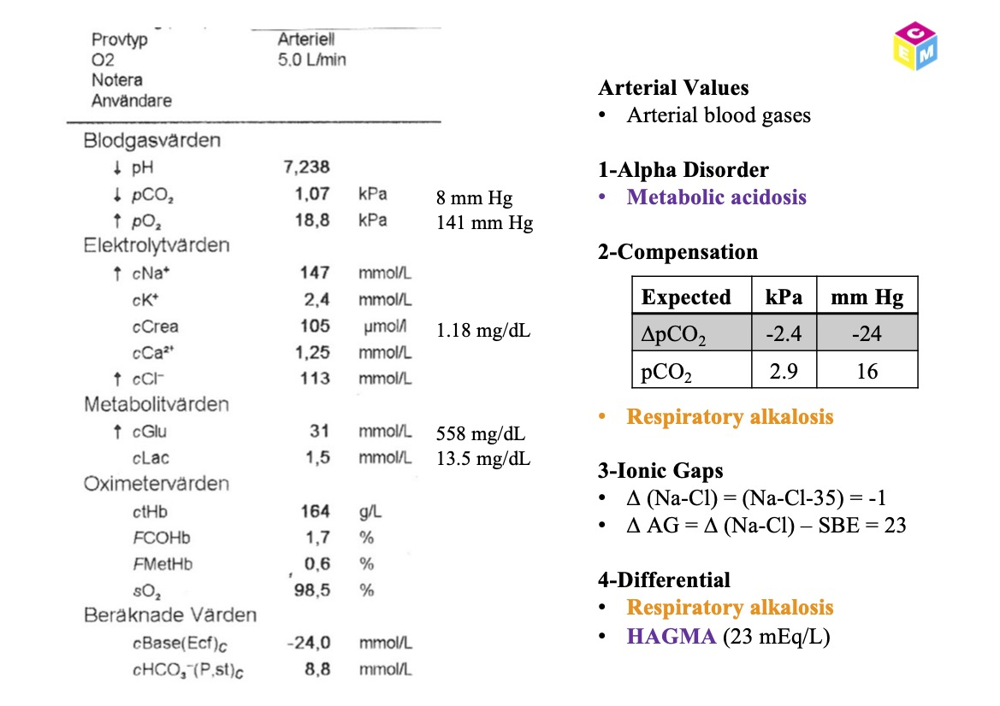 Provtyp Arteriell
O2 5.0 L/min
Notera
Användare
Blodgasvärden
↓ pH 7,238
↓ pCO₂ 1,07 kPa 8 mm Hg
↑ pO₂ 18,8 kPa 141 mm Hg
Elektrolytvärden
↑ cNa⁺ 147 mmol/L
cK⁺ 2,4 mmol/L
cCrea 105 µmol/l 1.18 mg/dL
cCa²⁺ 1,25 mmol/L
↑ cCl⁻ 113 mmol/L
Metabolitvärden
↑ cGlu 31 mmol/L 558 mg/dL
cLac 1,5 mmol/L 13.5 mg/dL
Oximetervärden
ctHb 164 g/L
FCOHb 1,7 %
FMetHb 0,6 %
sO₂ 98,5 %
Beräknade Värden
cBase(Ecf)c -24,0 mmol/L
cHCO₃⁻(P,st)c 8,8 mmol/L
G E M
Arterial Values
• Arterial blood gases
1-Alpha Disorder
• Metabolic acidosis
2-Compensation
Expected kPa mm Hg
ΔpCO₂ -2.4 -24
pCO₂ 2.9 16
• Respiratory alkalosis
3-Ionic Gaps
• Δ (Na-Cl) = (Na-Cl-35) = -1
• Δ AG = Δ (Na-Cl) – SBE = 23
4-Differential
• Respiratory alkalosis
• HAGMA (23 mEq/L)